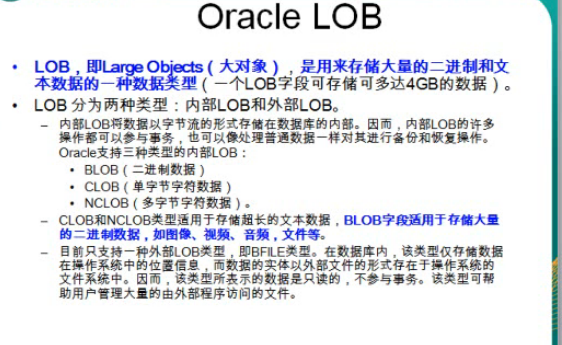 Oracle LOB
• LOB，即Large Objects（大对象），是用来存储大量的二进制和文
本数据的一种数据类型（一个LOB字段可存储可多达4GB的数据）。
• LOB 分为两种类型：内部LOB和外部LOB。
– 内部LOB将数据以字节流的形式存储在数据库的内部。因而，内部LOB的许多
操作都可以参与事务，也可以像处理普通数据一样对其进行备份和恢复操作。
Oracle支持三种类型的内部LOB：
• BLOB（二进制数据）
• CLOB（单字节字符数据）
• NCLOB（多字节字符数据）。
– CLOB和NCLOB类型适用于存储超长的文本数据，BLOB字段适用于存储大量
的二进制数据，如图像、视频、音频，文件等。
– 目前只支持一种外部LOB类型，即BFILE类型。在数据库内，该类型仅存储数据
在操作系统中的位置信息，而数据的实体以外部文件的形式存在于操作系统的
文件系统中。因而，该类型所表示的数据是只读的，不参与事务。该类型可帮
助用户管理大量的由外部程序访问的文件。